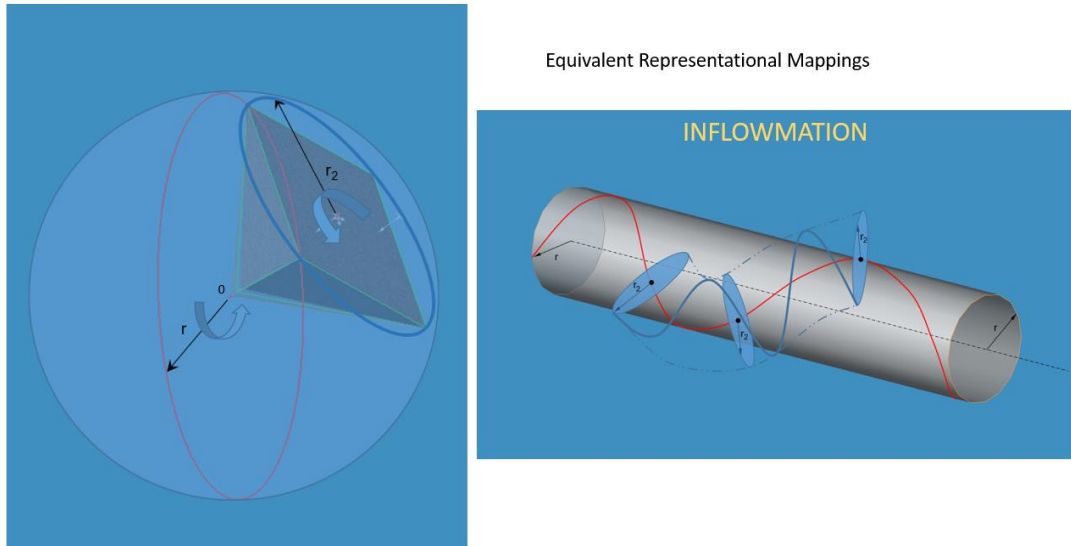 Equivalent Representational Mappings
INFLOWMATION
r₂
0
r
r
r₂
r₂
r₂
r